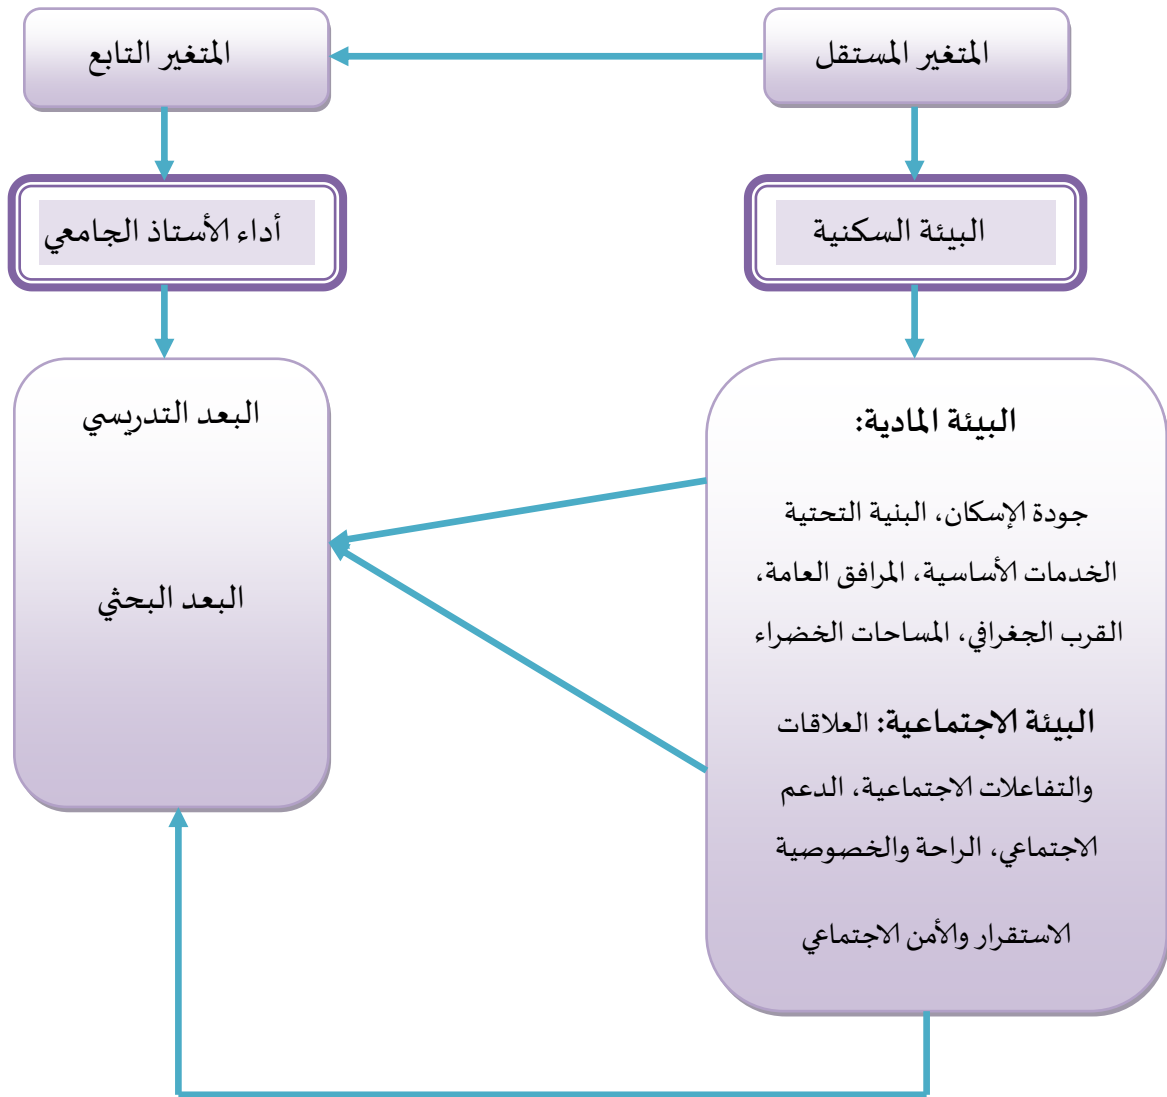 المتغير المستقل
المتغير التابع
البيئة السكنية
أداء الأستاذ الجامعي
البيئة المادية:
جودة الإسكان، البنية التحتية
الخدمات الأساسية، المرافق العامة،
القرب الجغرافي، المساحات الخضراء
البيئة الاجتماعية: العلاقات
والتفاعلات الاجتماعية، الدعم
الاجتماعي، الراحة والخصوصية
الاستقرار والأمن الاجتماعي
البعد التدريسي
البعد البحثي